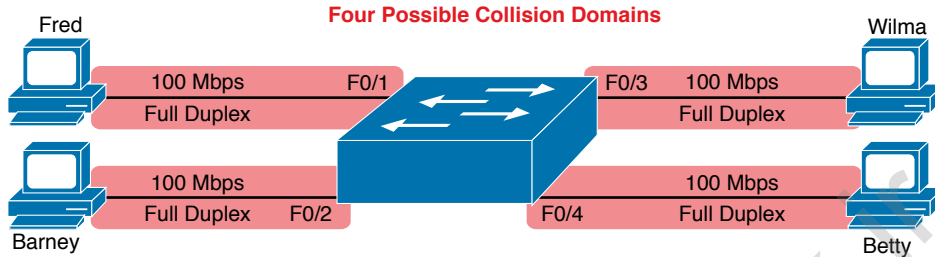 Four Possible Collision Domains
Fred
Wilma
100 Mbps
F0/1
F0/3
100 Mbps
Full Duplex
Full Duplex
100 Mbps
100 Mbps
Full Duplex
F0/2
F0/4
Full Duplex
Barney
Betty